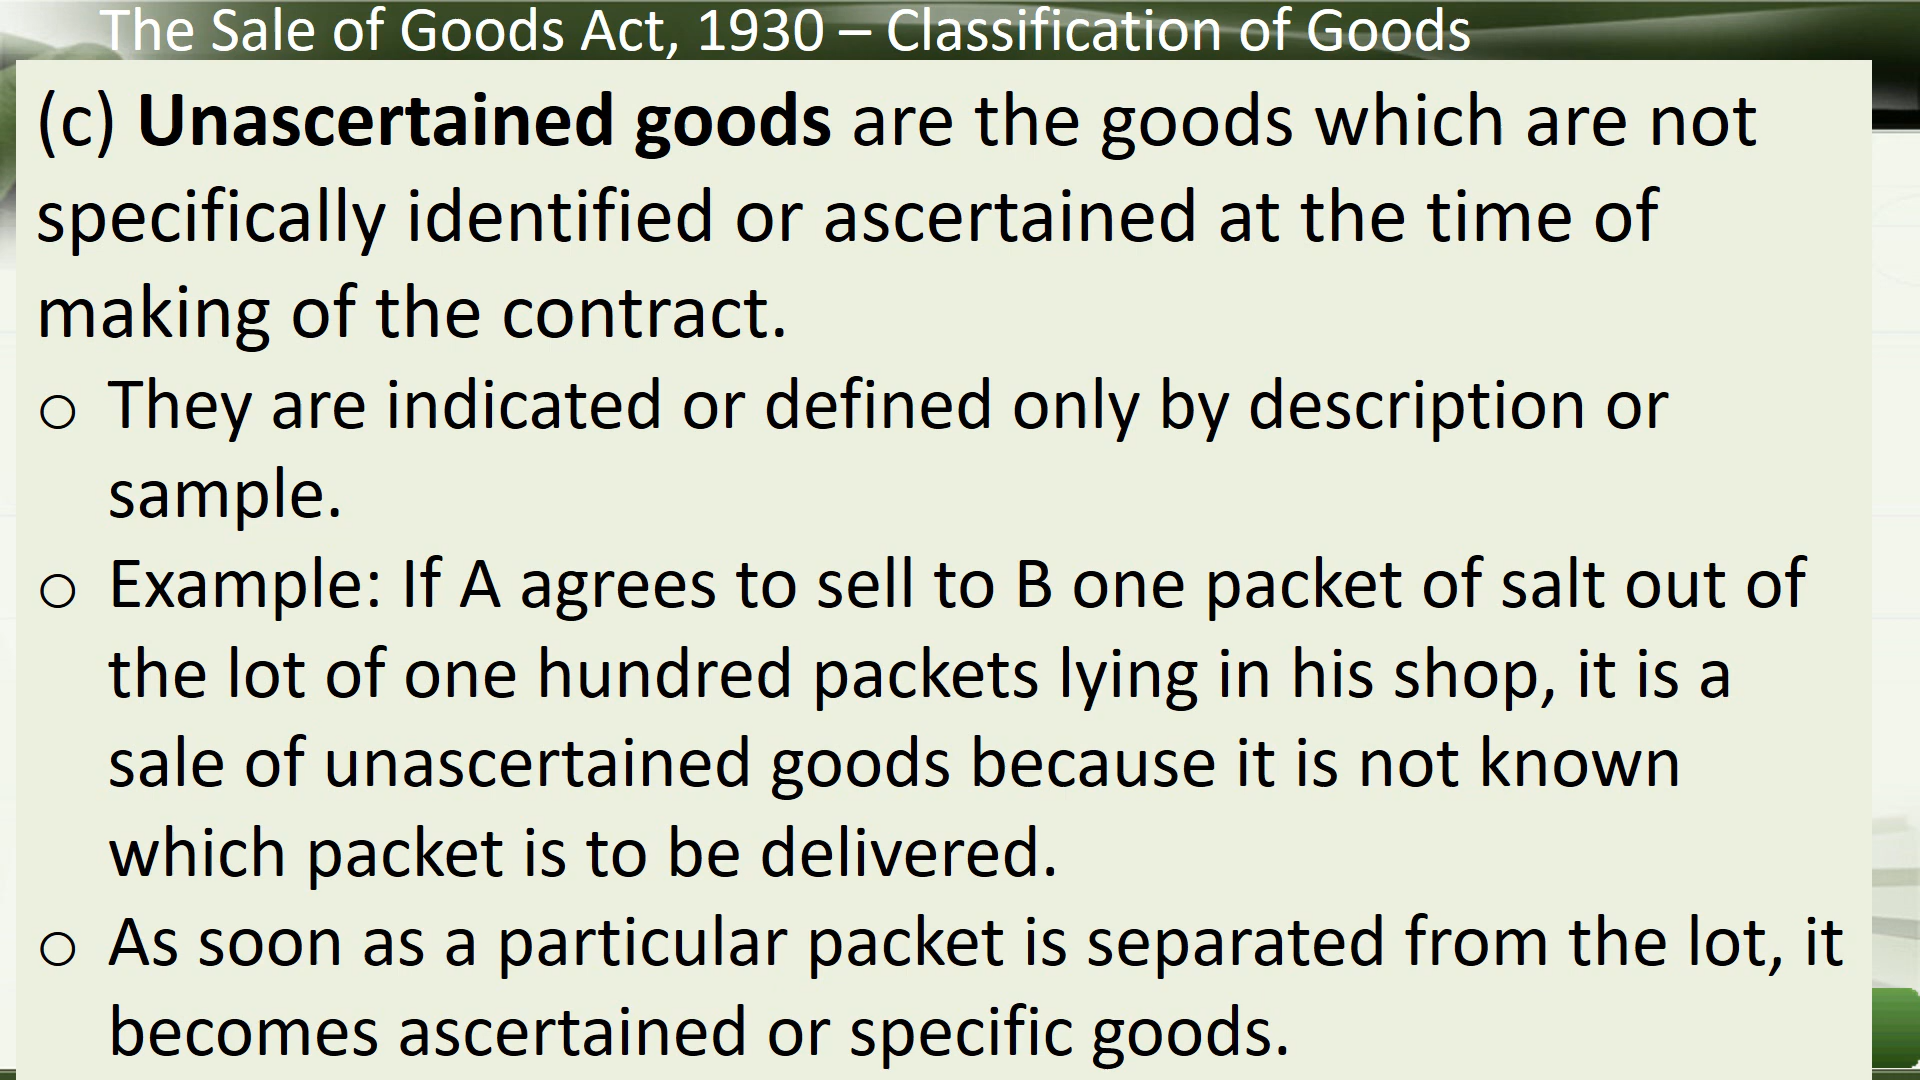 The Sale of Goods Act, 1930 – Classification of Goods
(c) Unascertained goods are the goods which are not
specifically identified or ascertained at the time of
making of the contract.
o They are indicated or defined only by description or
sample.
o Example: If A agrees to sell to B one packet of salt out of
the lot of one hundred packets lying in his shop, it is a
sale of unascertained goods because it is not known
which packet is to be delivered.
o As soon as a particular packet is separated from the lot, it
becomes ascertained or specific goods.